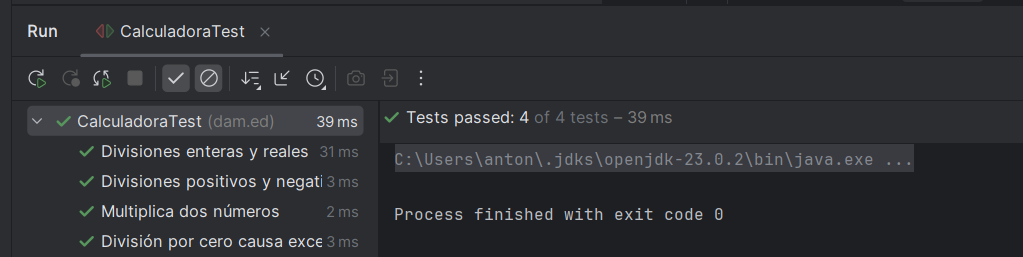 Run CalculadoraTest
CalculadoraTest (dam.ed) 39 ms
Divisiones enteras y reales 31 ms
Divisiones positivos y negati 3 ms
Multiplica dos números 2 ms
División por cero causa exce 3 ms
Tests passed: 4 of 4 tests – 39 ms
C:\Users\anton\.jdks\openjdk-23.0.2\bin\java.exe ...
Process finished with exit code 0